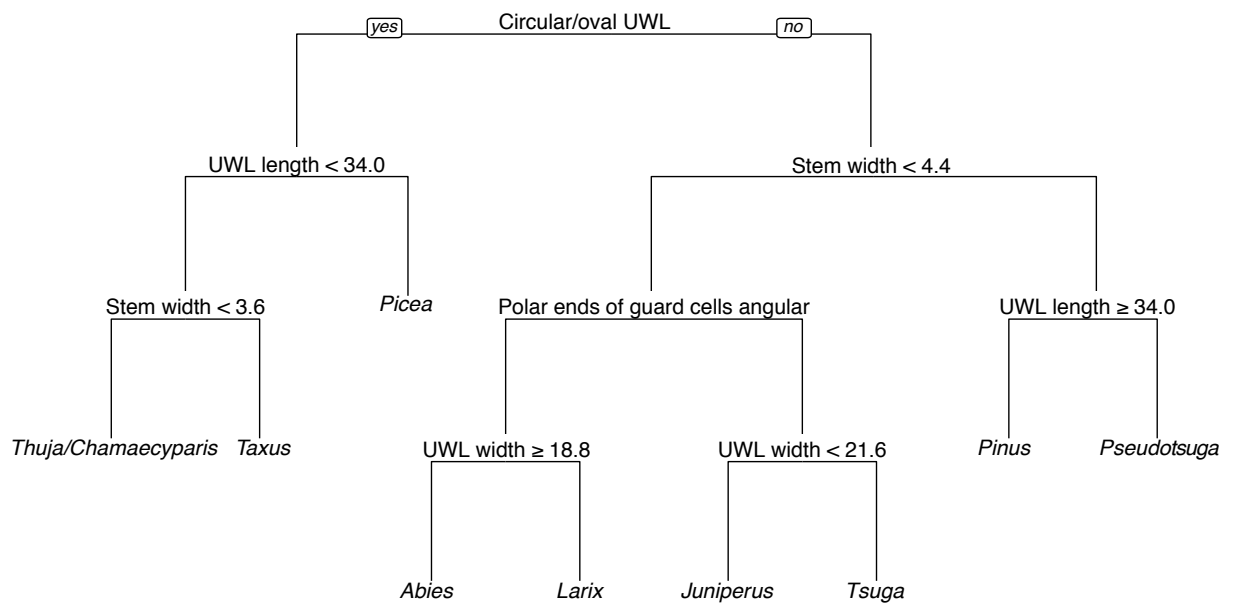 Circular/oval UWL
yes
no
UWL length < 34.0
Stem width < 4.4
Stem width < 3.6
Picea
Polar ends of guard cells angular
UWL length ≥ 34.0
Thuja/Chamaecyparis
Taxus
UWL width ≥ 18.8
UWL width < 21.6
Pinus
Pseudotsuga
Abies
Larix
Juniperus
Tsuga